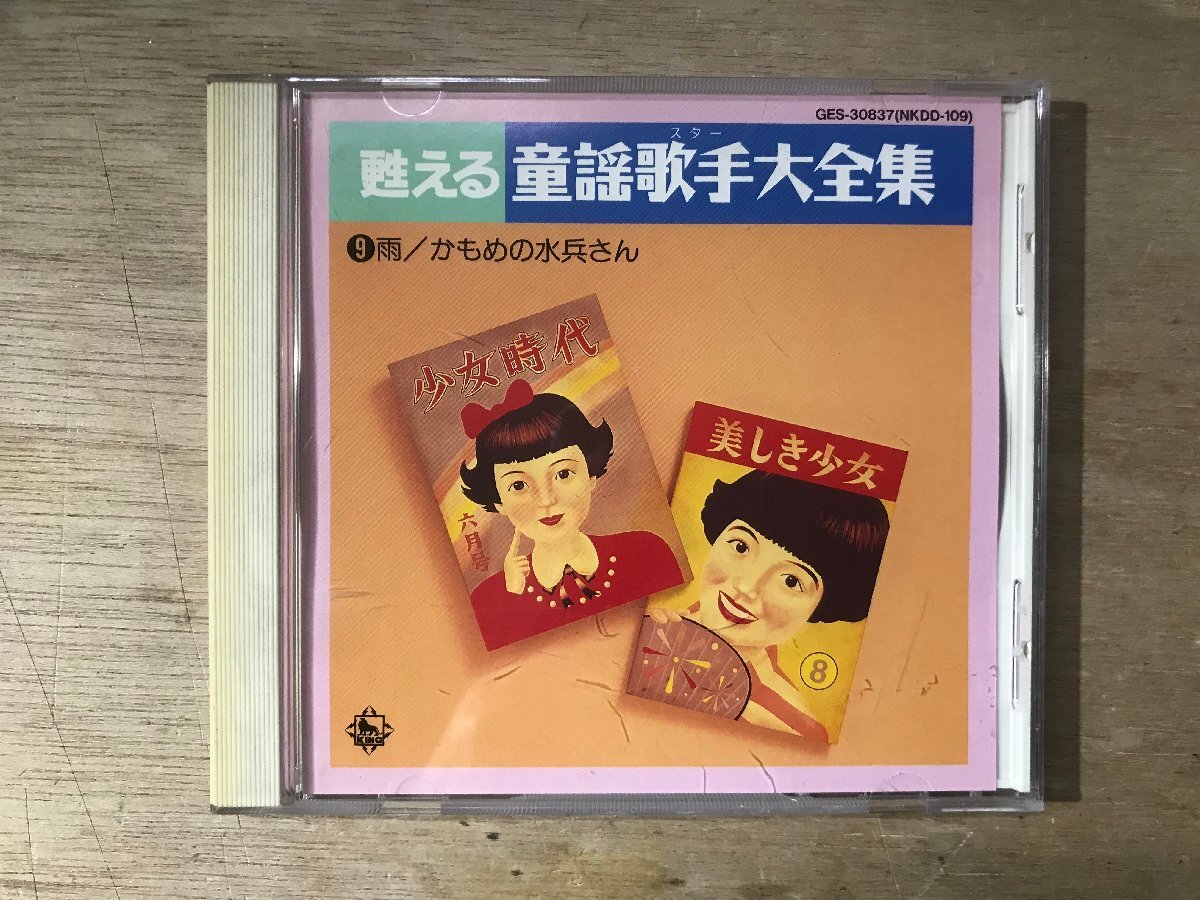 GES-30837(NKDD-109)
スター
甦える 童謡歌手大全集
❾雨／かもめの水兵さん
少女時代
六月号
美しき少女
8
KING